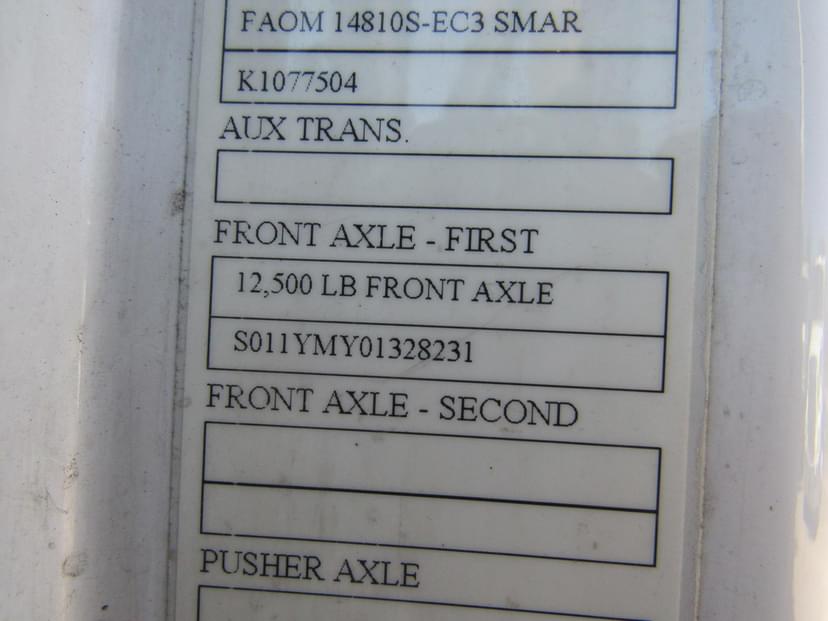 FAOM 14810S-EC3 SMAR
K1077504
AUX TRANS.
FRONT AXLE - FIRST
12,500 LB FRONT AXLE
S011YMY01328231
FRONT AXLE - SECOND
PUSHER AXLE